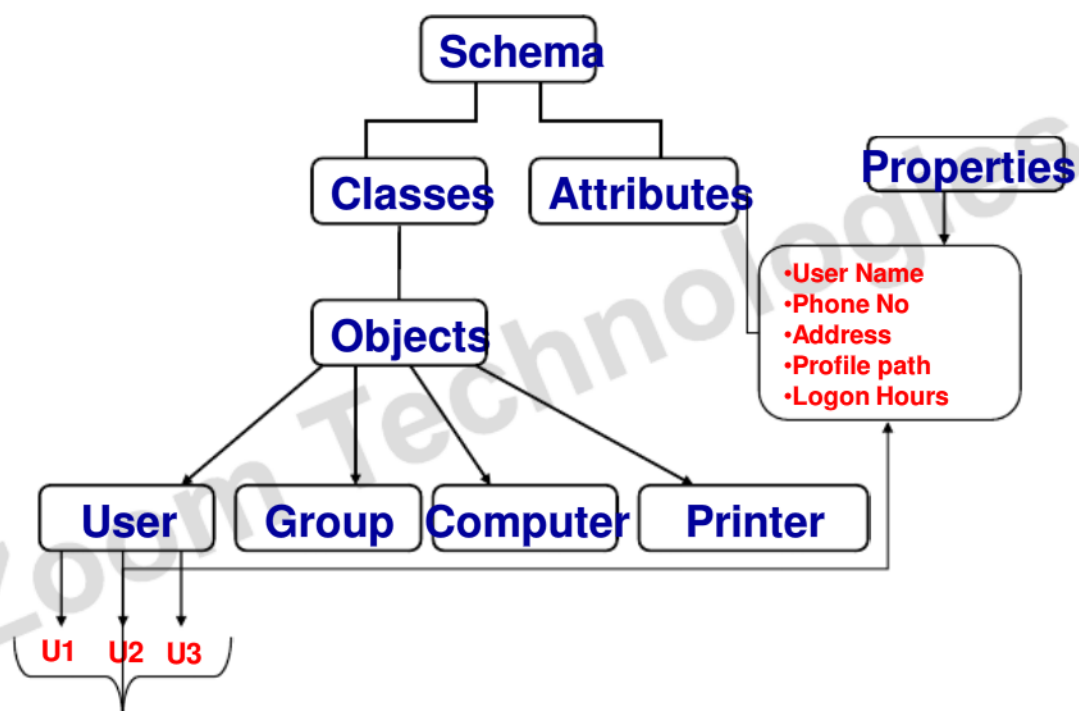 Schema
Classes
Attributes
Properties
•User Name
•Phone No
•Address
•Profile path
•Logon Hours
Objects
User
Group
Computer
Printer
U1
U2
U3
Zoom Technologies